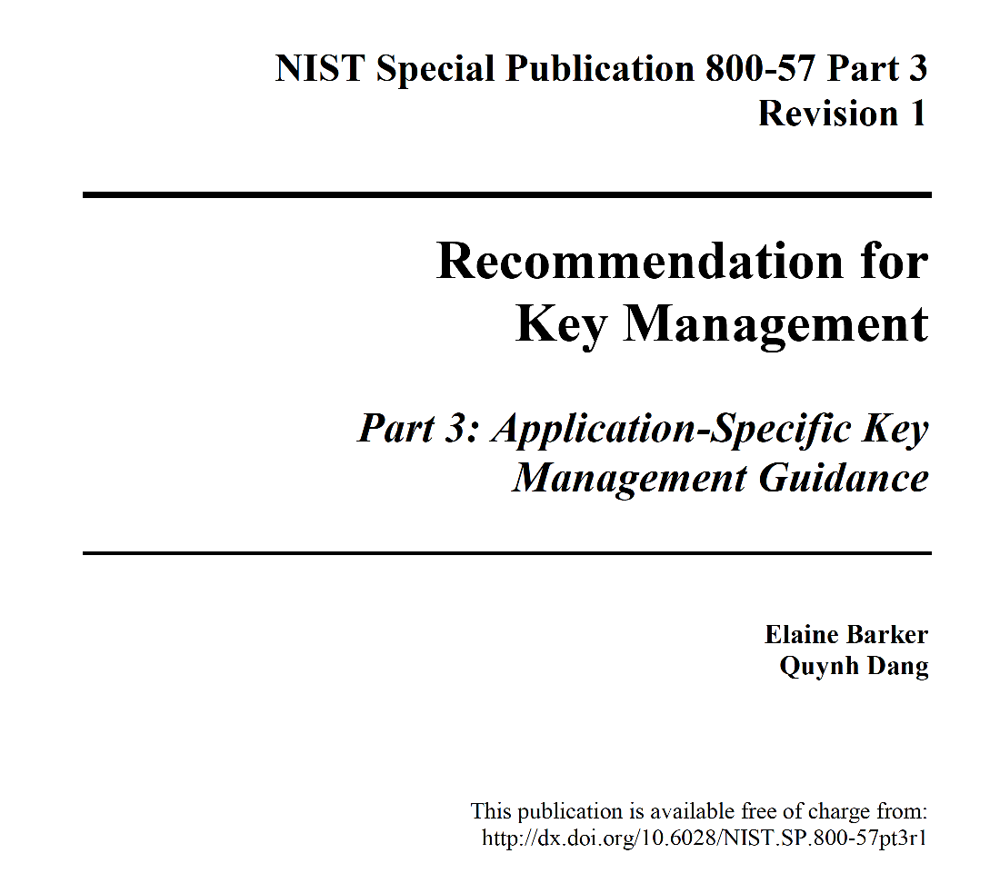 NIST Special Publication 800-57 Part 3
Revision 1
Recommendation for
Key Management
Part 3: Application-Specific Key
Management Guidance
Elaine Barker
Quynh Dang
This publication is available free of charge from:
http://dx.doi.org/10.6028/NIST.SP.800-57pt3r1